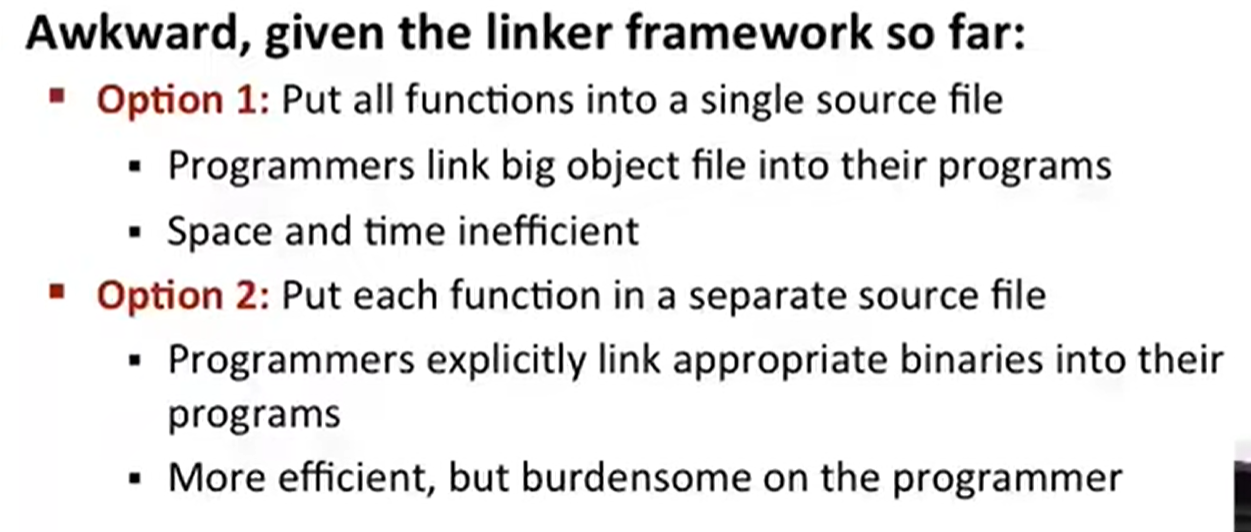 Awkward, given the linker framework so far:
▪ Option 1: Put all functions into a single source file
▪ Programmers link big object file into their programs
▪ Space and time inefficient
▪ Option 2: Put each function in a separate source file
▪ Programmers explicitly link appropriate binaries into their
programs
▪ More efficient, but burdensome on the programmer